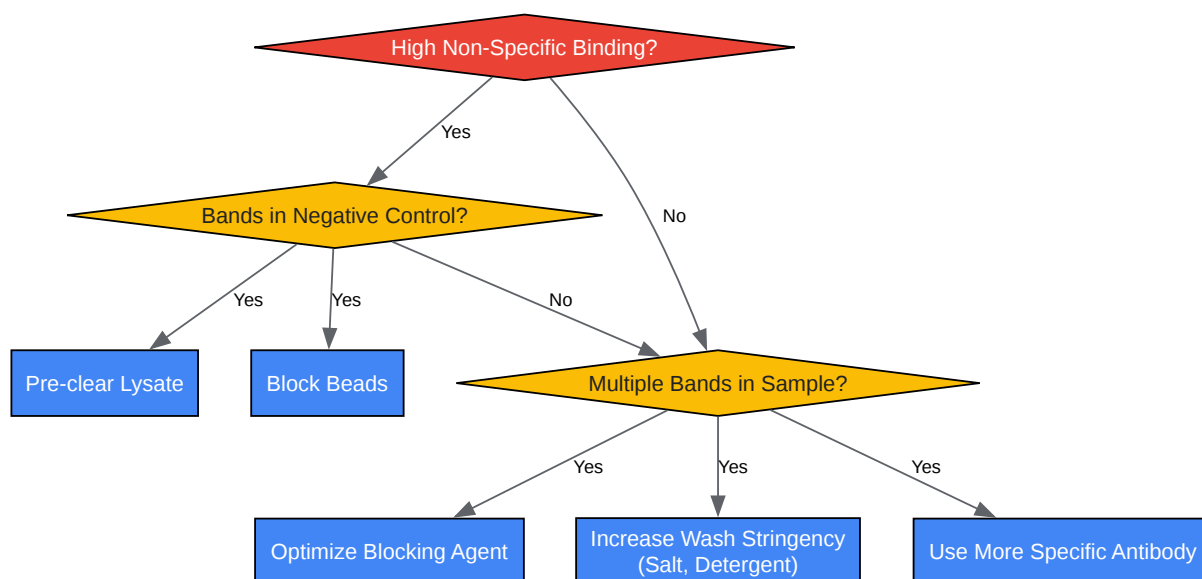 High Non-Specific Binding?
Yes
No
Bands in Negative Control?
Yes
Yes
No
Pre-clear Lysate
Block Beads
Multiple Bands in Sample?
Yes
Yes
Yes
Optimize Blocking Agent
Increase Wash Stringency
(Salt, Detergent)
Use More Specific Antibody